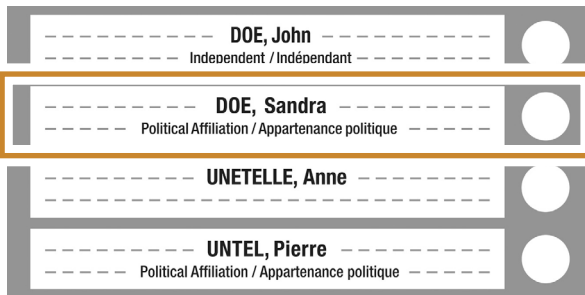 DOE, John
Independent / Indépendant
DOE, Sandra
Political Affiliation / Appartenance politique
UNETELLE, Anne
UNTEL, Pierre
Political Affiliation / Appartenance politique